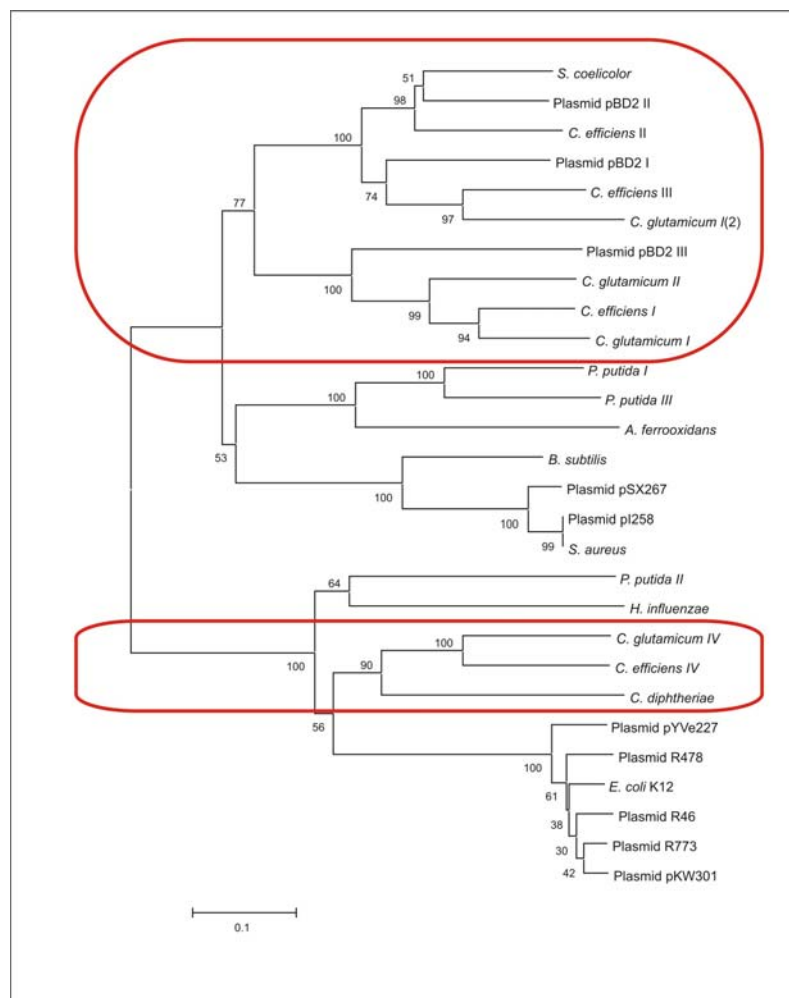 51
S. coelicolor
98
Plasmid pBD2 II
100
C. efficiens II
Plasmid pBD2 I
74
C. efficiens III
77
97
C. glutamicum I(2)
Plasmid pBD2 III
100
C. glutamicum II
99
C. efficiens I
94
C. glutamicum I
100
P. putida I
100
P. putida III
A. ferrooxidans
53
B. subtilis
100
Plasmid pSX267
100
Plasmid pI258
99
S. aureus
64
P. putida II
H. influenzae
100
100
C. glutamicum IV
90
C. efficiens IV
C. diphtheriae
56
Plasmid pYVe227
100
Plasmid R478
61
E. coli K12
38
Plasmid R46
30
Plasmid R773
42
Plasmid pKW301
0.1